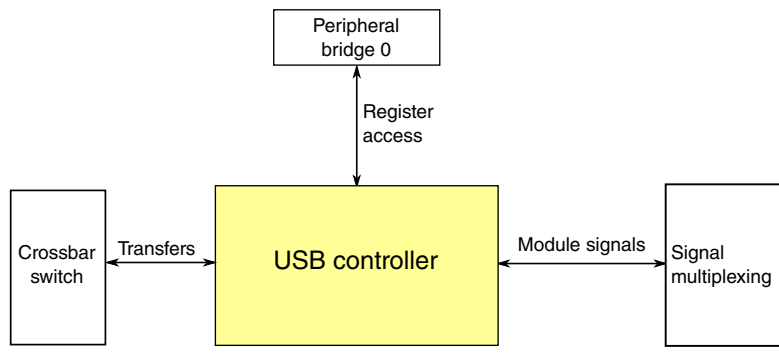 Peripheral
bridge 0
Register
access
Crossbar
switch
Transfers
USB controller
Module signals
Signal
multiplexing